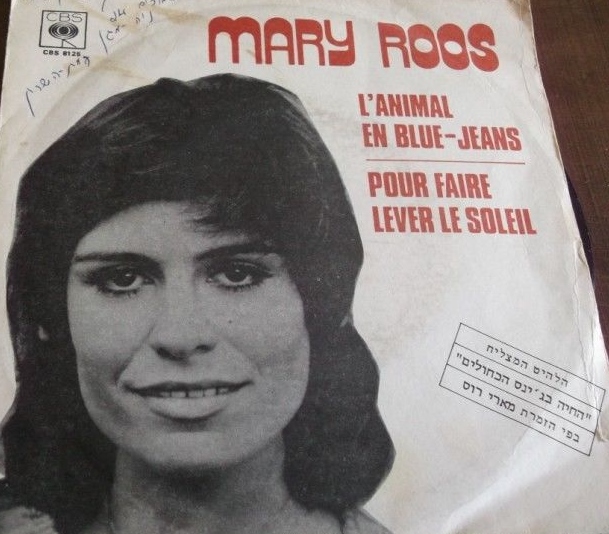 CBS
CBS 8125
MARY ROOS
L'ANIMAL
EN BLUE-JEANS
POUR FAIRE
LEVER LE SOLEIL
הלהיט המצליח
"החיה בג׳ינס הכחולים"
בפי הזמרת מארי רוס